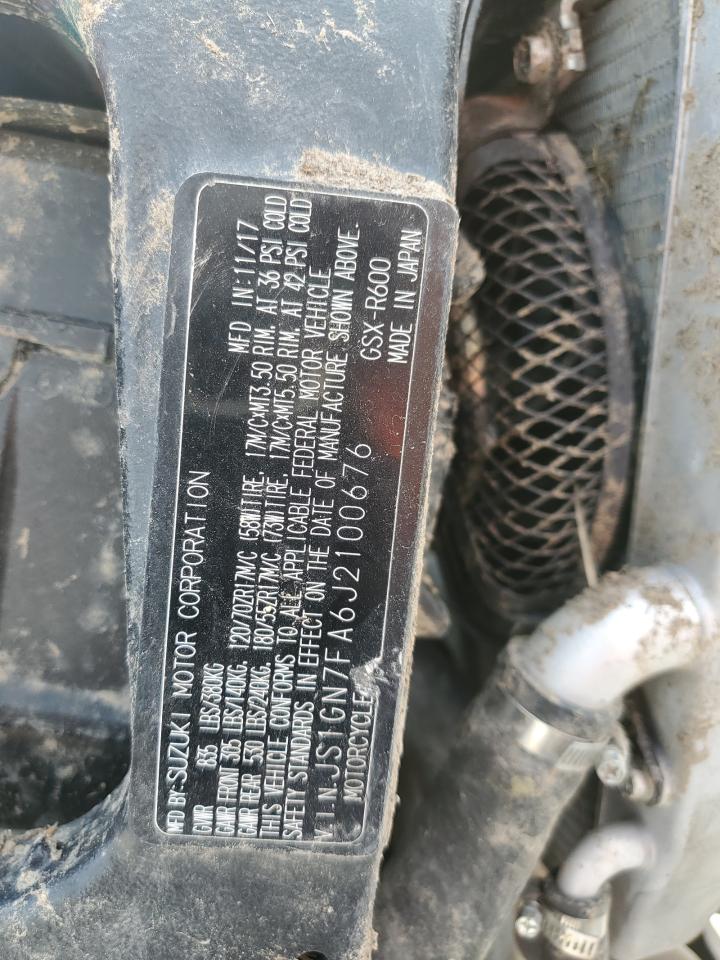 MFD BY:SUZUKI MOTOR CORPORATION MFD IN:11/17
GVWR 835 LBS/380KG
GAWR FRON 386 LBS/140KG. 120/70ZR17M/C (58W)TIRE. 17M/CxMT3.50 RIM. AT 36 PSI COLD
GAWR REAR 530 LBS/240KG. 180/55ZR17M/C (73W)TIRE. 17M/CxMT5.50 RIM. AT 42 PSI COLD
THIS VEHICLE CONFORMS TO ALL APPLICABLE FEDERAL MOTOR VEHICLE
SAFETY STANDARDS IN EFFECT ON THE DATE OF MANUFACTURE SHOWN ABOVE.
VIN:JS1GN7FA6J2100676 GSX-R600
MOTORCYCLE MADE IN JAPAN